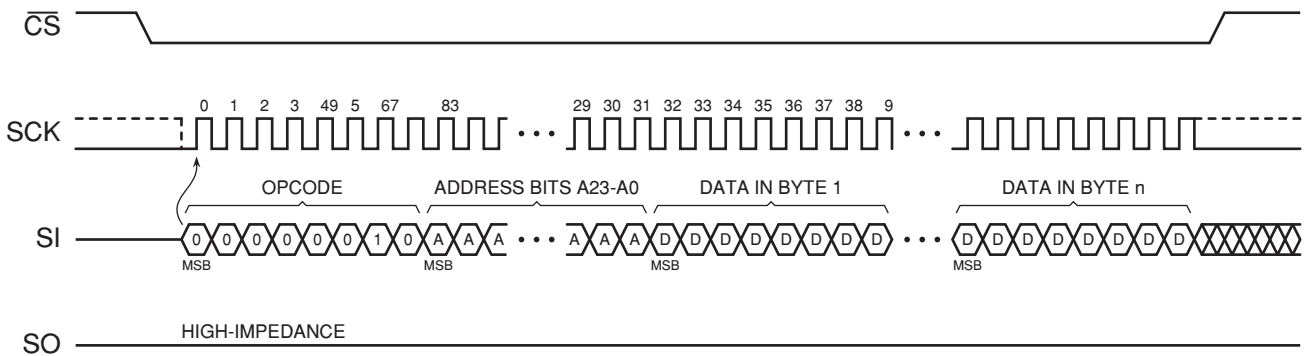 CS
0 1 2 3 49 5 67 83 29 30 31 32 33 34 35 36 37 38 9
SCK
OPCODE ADDRESS BITS A23-A0 DATA IN BYTE 1 DATA IN BYTE n
SI 0 0 0 0 0 0 1 0 A A A A A A D D D D D D D D D D D D D D D D
MSB MSB MSB MSB
HIGH-IMPEDANCE
SO